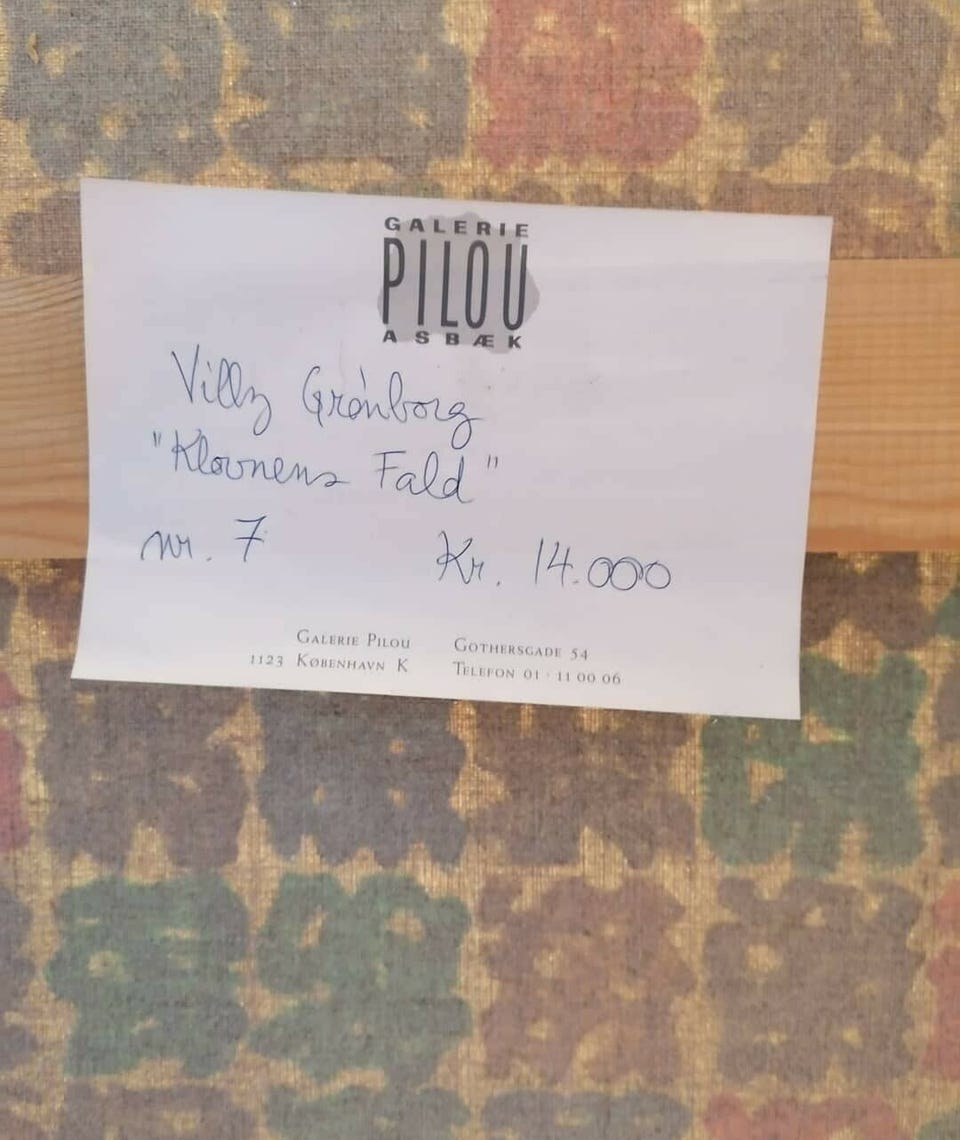 GALERIE
PILOU
ASBÆK
Villy Grónborg
"Klovnens Fald"
nr. 7 Kr. 14.000
GALERIE PILOU GOTHERSGADE 54
1123 KØBENHAVN K TELEFON 01 · 11 00 06